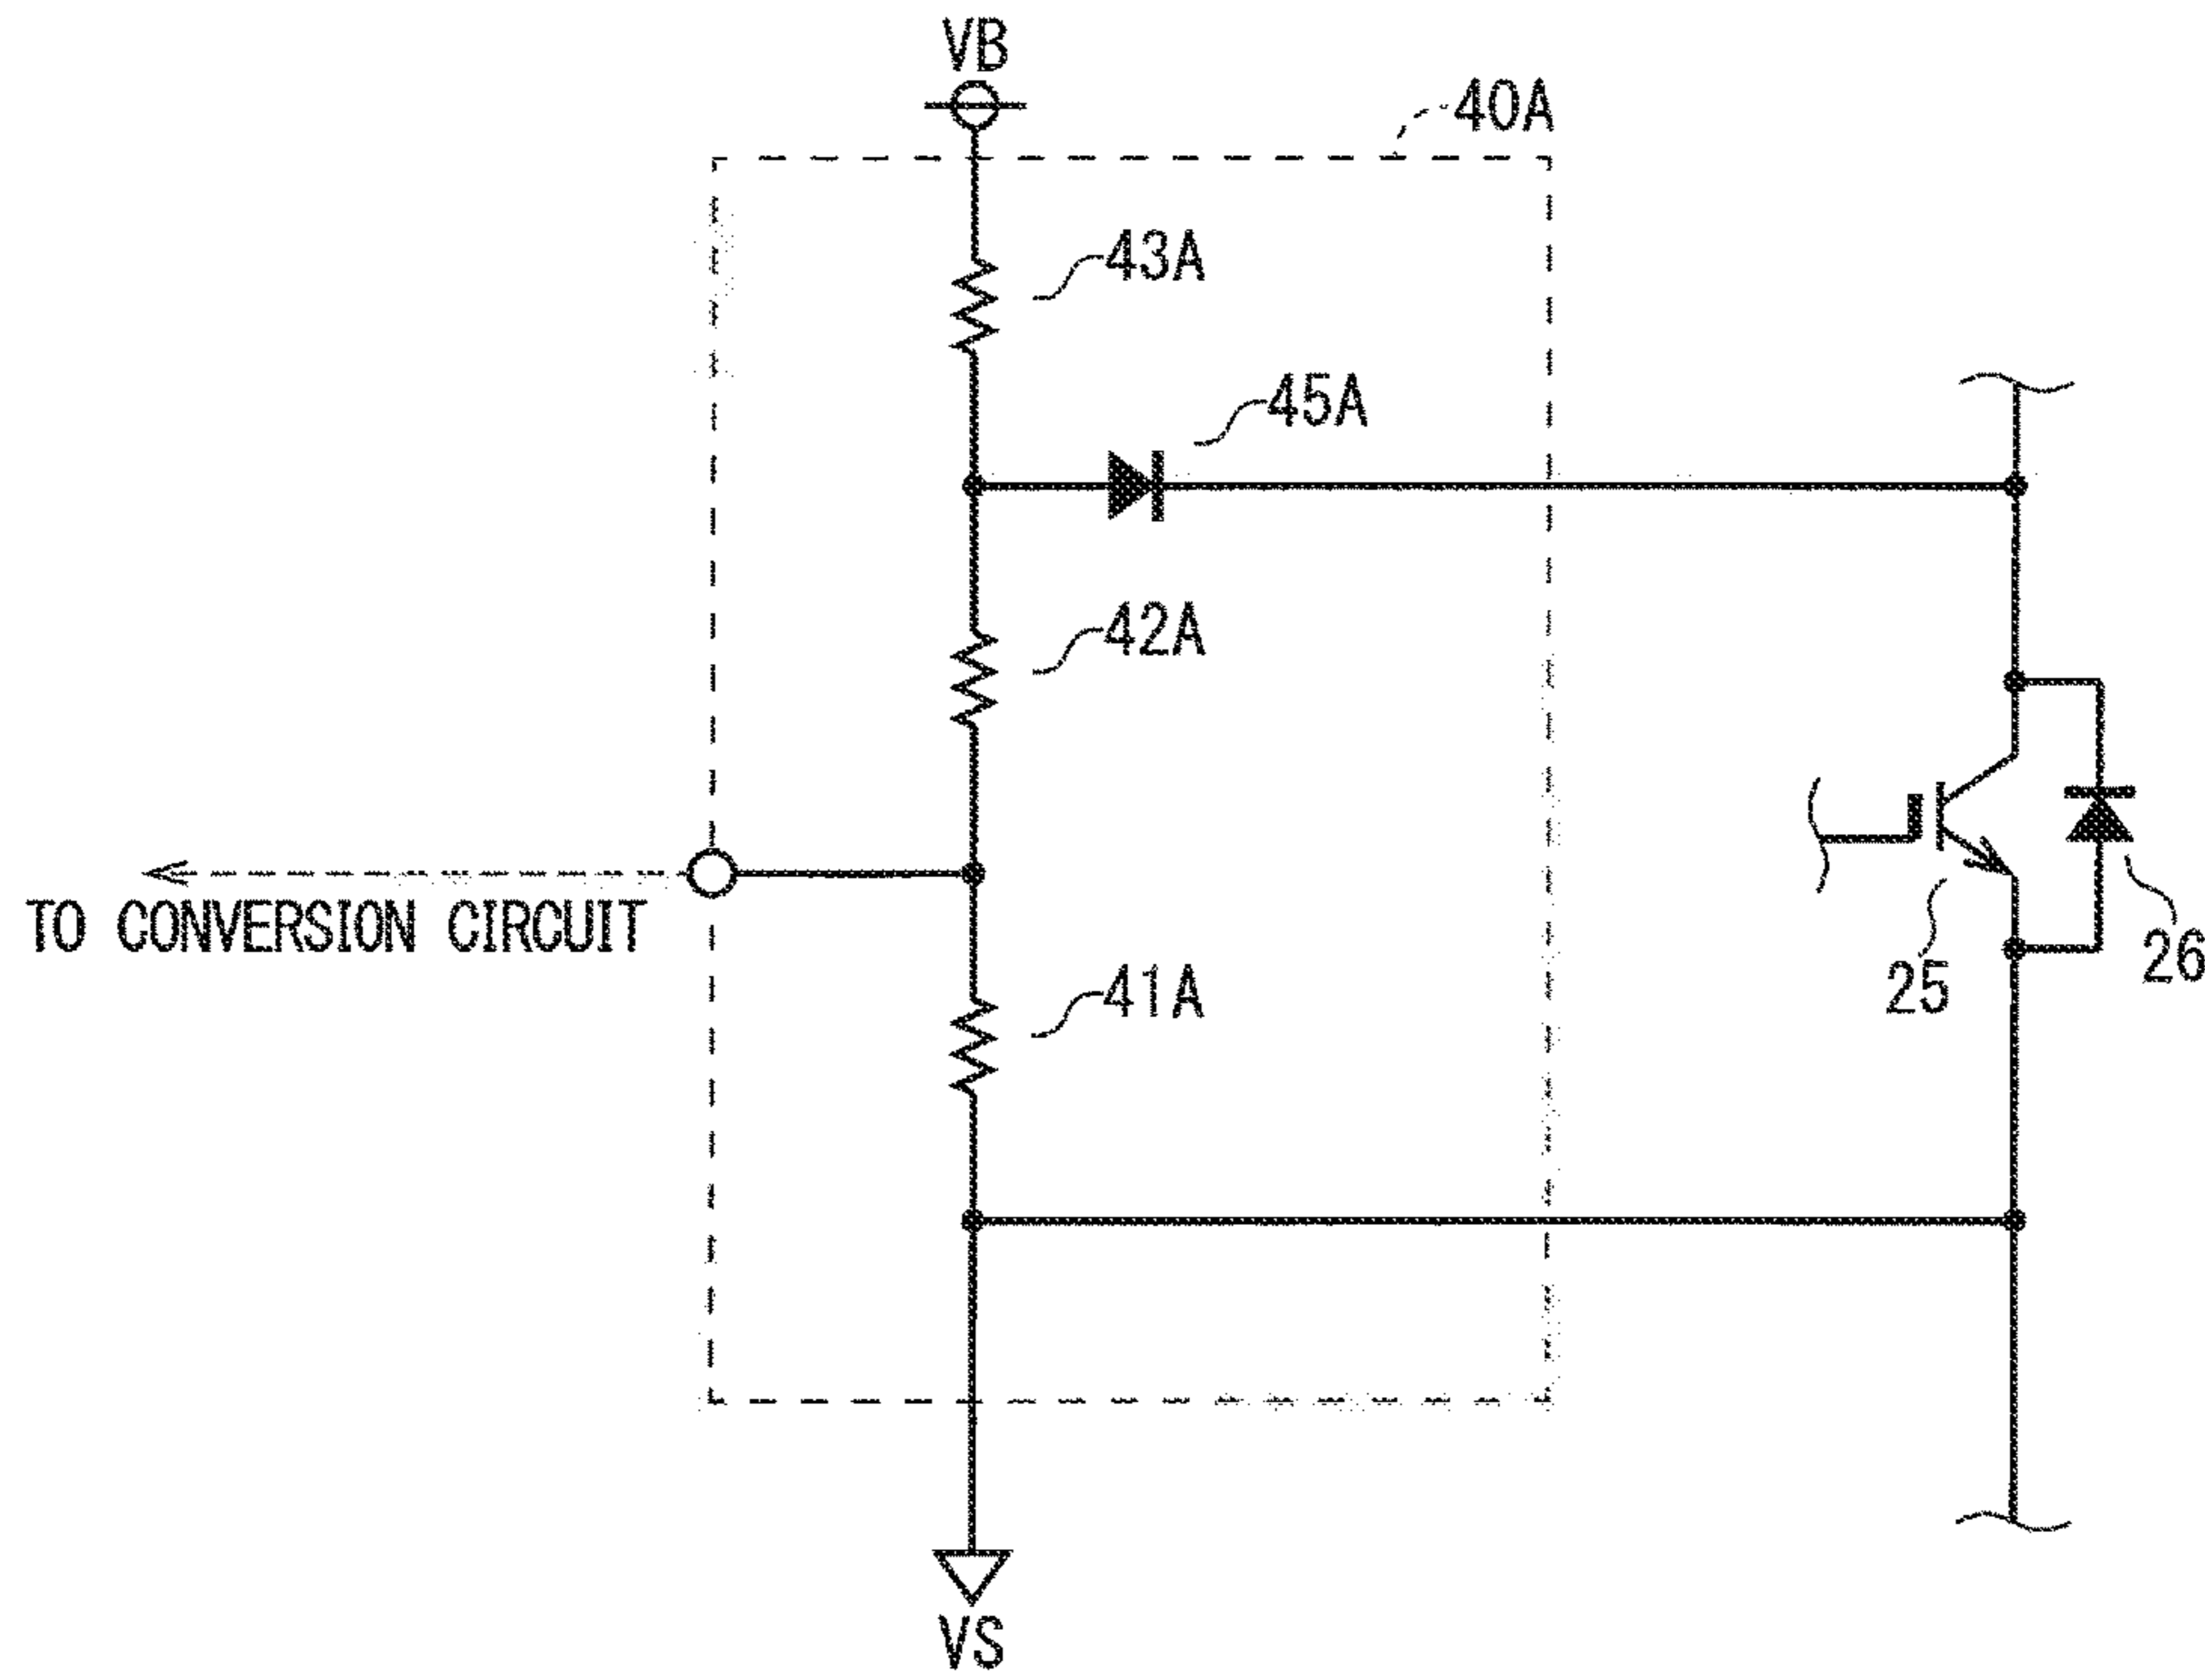 VB
40A
43A
45A
42A
TO CONVERSION CIRCUIT
41A
25
26
VS